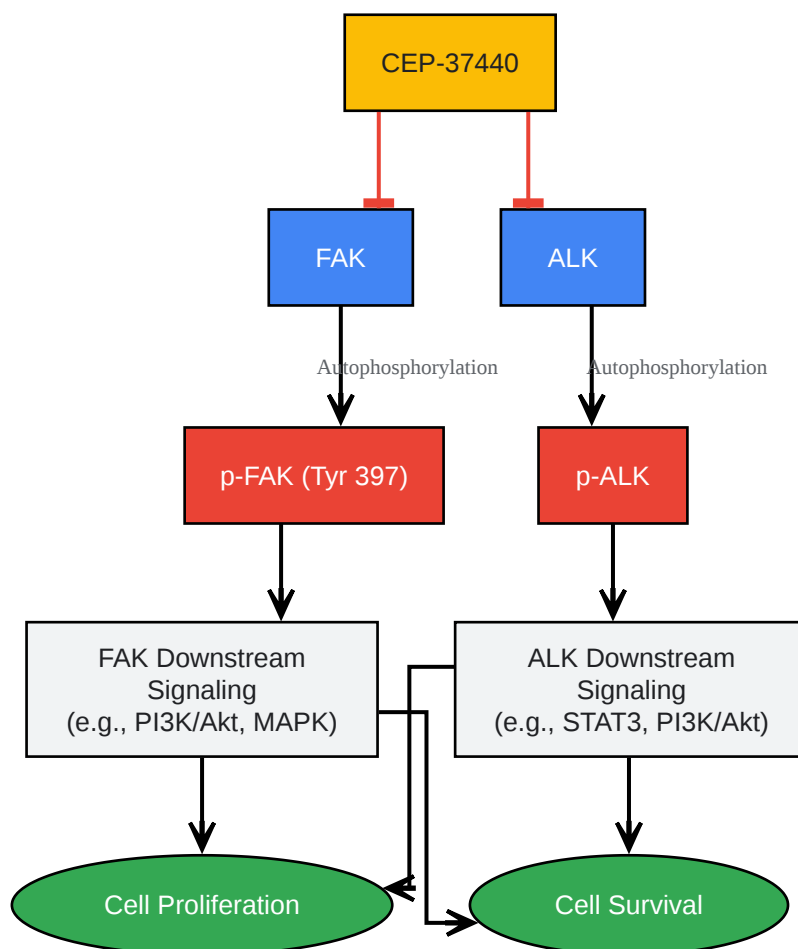 CEP-37440
FAK
ALK
Autophosphorylation
Autophosphorylation
p-FAK (Tyr 397)
p-ALK
FAK Downstream
Signaling
(e.g., PI3K/Akt, MAPK)
ALK Downstream
Signaling
(e.g., STAT3, PI3K/Akt)
Cell Proliferation
Cell Survival